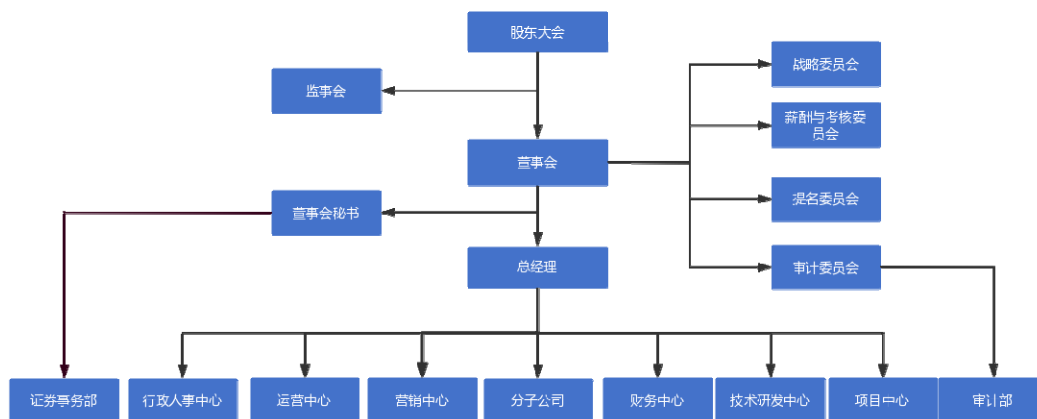 股东大会
战略委员会
监事会
薪酬与考核委
员会
董事会
提名委员会
董事会秘书
总经理
审计委员会
证券事务部
行政人事中心
运营中心
营销中心
分子公司
财务中心
技术研发中心
项目中心
审计部